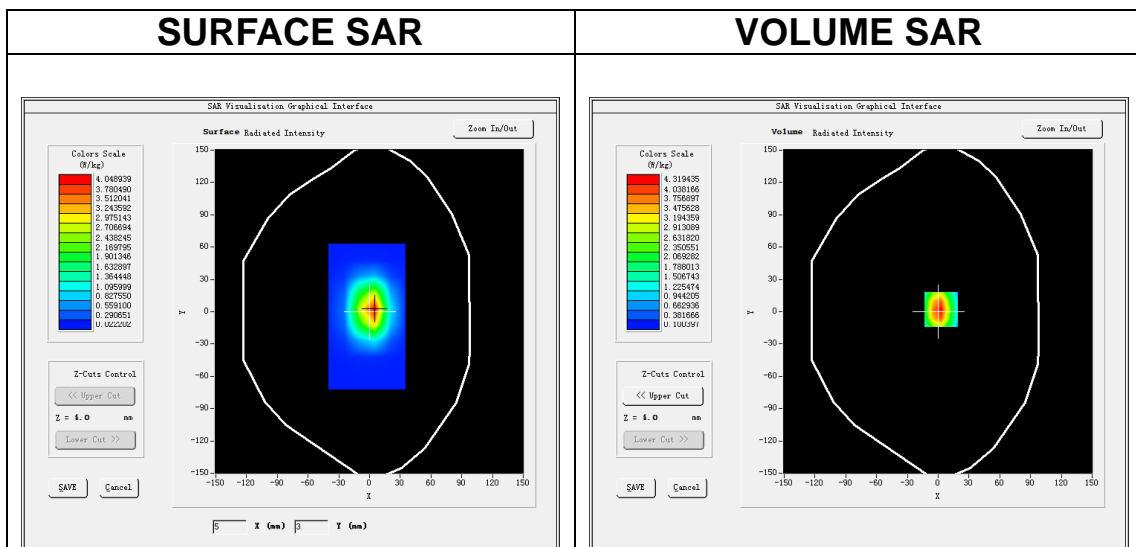 SURFACE SAR
VOLUME SAR
SAR Visualisation Graphical Interface
Surface Radiated Intensity
Zoom In/Out
Colors Scale
(W/kg)
4.048939
3.780490
3.512041
3.243592
2.975143
2.706694
2.438245
2.169795
1.901346
1.632897
1.364448
1.095999
0.827550
0.559100
0.290651
0.022202
Z-Cuts Control
<< Upper Cut
Z = 4.0 mm
Lower Cut >>
SAVE
Cancel
150
120
90
60
30
0
-30
-60
-90
-120
-150
Y
-150 -120 -90 -60 -30 0 30 60 90 120 150
X
5 X (mm) 3 Y (mm)
SAR Visualisation Graphical Interface
Volume Radiated Intensity
Zoom In/Out
Colors Scale
(W/kg)
4.319435
4.038166
3.756897
3.475628
3.194359
2.913089
2.631820
2.350551
2.069282
1.788013
1.506743
1.225474
0.944205
0.662936
0.381666
0.100397
Z-Cuts Control
<< Upper Cut
Z = 4.0 mm
Lower Cut >>
SAVE
Cancel
150
120
90
60
30
0
-30
-60
-90
-120
-150
Y
-150 -120 -90 -60 -30 0 30 60 90 120 150
X